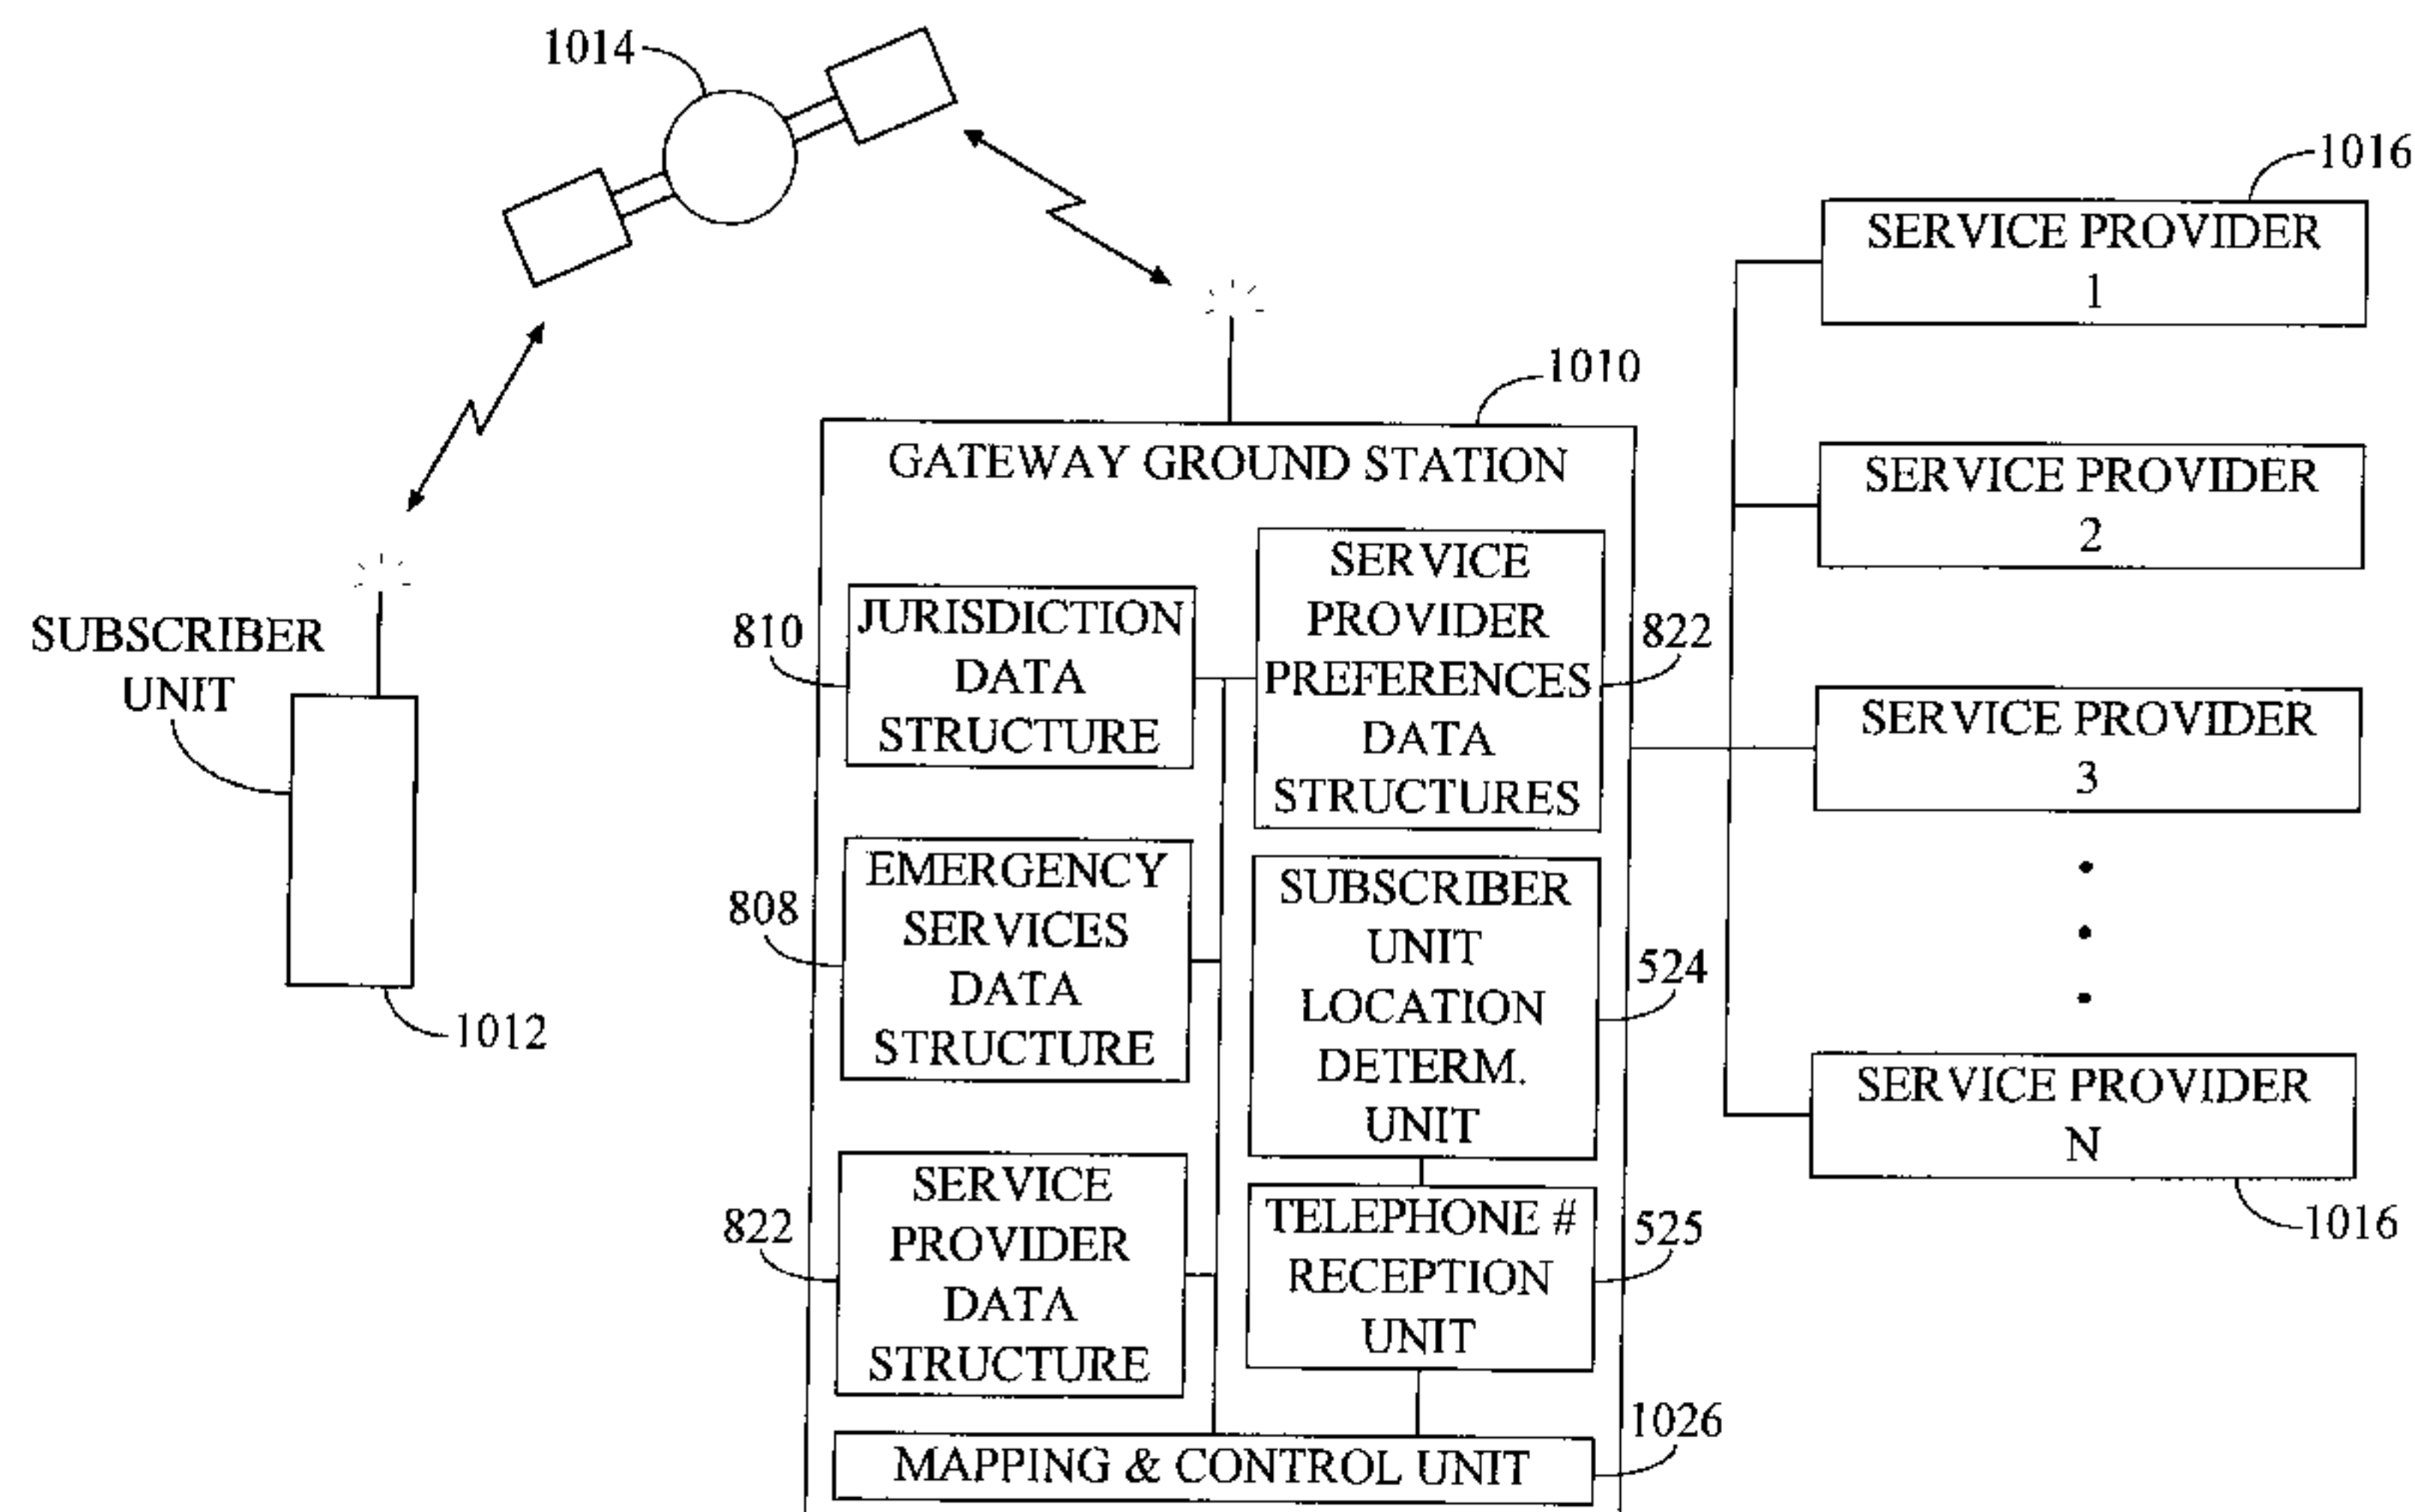 1014
1016
SERVICE PROVIDER
1
1010
GATEWAY GROUND STATION
SERVICE PROVIDER
2
SUBSCRIBER
UNIT
1012
810
JURISDICTION
DATA
STRUCTURE
SERVICE
PROVIDER
PREFERENCES
DATA
STRUCTURES
822
SERVICE PROVIDER
3
808
EMERGENCY
SERVICES
DATA
STRUCTURE
SUBSCRIBER
UNIT
LOCATION
DETERM.
UNIT
524
SERVICE PROVIDER
N
1016
822
SERVICE
PROVIDER
DATA
STRUCTURE
TELEPHONE #
RECEPTION
UNIT
525
1026
MAPPING & CONTROL UNIT